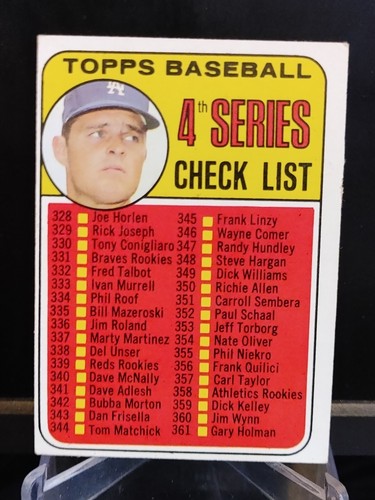 TOPPS BASEBALL
LA
4th SERIES
CHECK LIST
328 Joe Horlen
329 Rick Joseph
330 Tony Conigliaro
331 Braves Rookies
332 Fred Talbot
333 Ivan Murrell
334 Phil Roof
335 Bill Mazeroski
336 Jim Roland
337 Marty Martinez
338 Del Unser
339 Reds Rookies
340 Dave McNally
341 Dave Adlesh
342 Bubba Morton
343 Dan Frisella
344 Tom Matchick
345 Frank Linzy
346 Wayne Comer
347 Randy Hundley
348 Steve Hargan
349 Dick Williams
350 Richie Allen
351 Carroll Sembera
352 Paul Schaal
353 Jeff Torborg
354 Nate Oliver
355 Phil Niekro
356 Frank Quilici
357 Carl Taylor
358 Athletics Rookies
359 Dick Kelley
360 Jim Wynn
361 Gary Holman